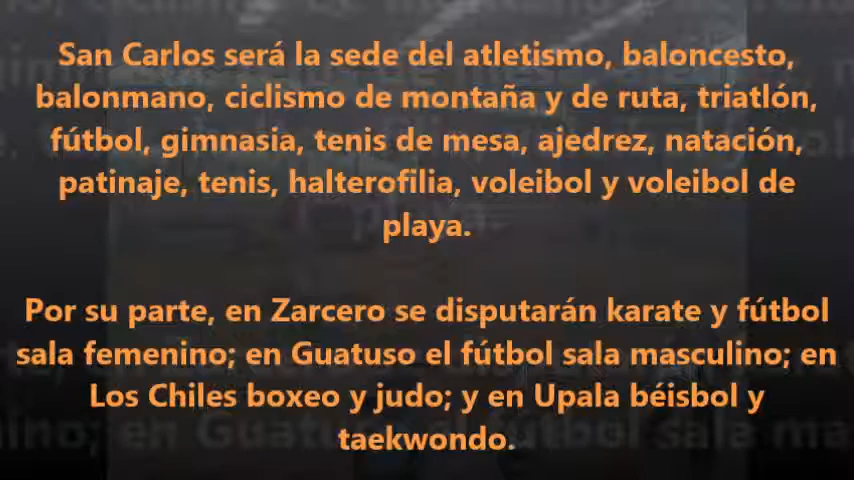 San Carlos será la sede del atletismo, baloncesto,
balonmano, ciclismo de montaña y de ruta, triatlón,
fútbol, gimnasia, tenis de mesa, ajedrez, natación,
patinaje, tenis, halterofilia, voleibol y voleibol de
playa.
Por su parte, en Zarcero se disputarán karate y fútbol
sala femenino; en Guatuso el fútbol sala masculino; en
Los Chiles boxeo y judo; y en Upala béisbol y
taekwondo.